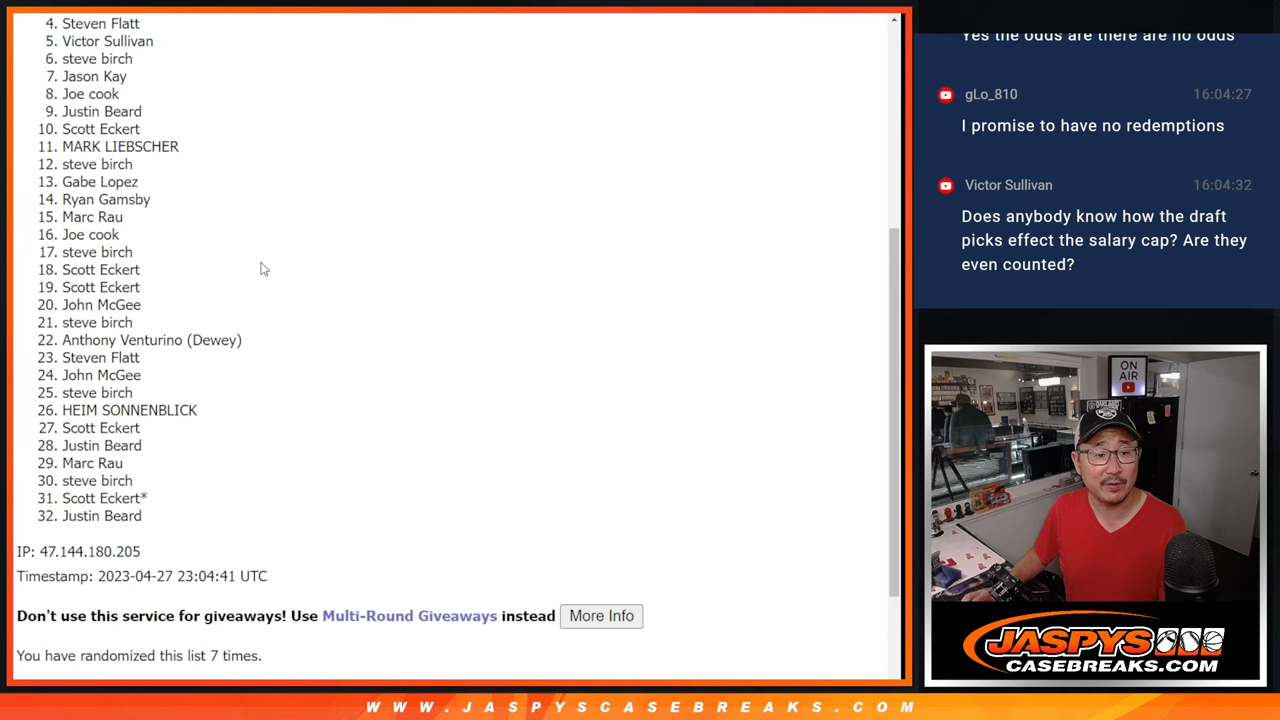 4. Steven Flatt
5. Victor Sullivan
6. steve birch
7. Jason Kay
8. Joe cook
9. Justin Beard
10. Scott Eckert
11. MARK LIEBSCHER
12. steve birch
13. Gabe Lopez
14. Ryan Gamsby
15. Marc Rau
16. Joe cook
17. steve birch
18. Scott Eckert
19. Scott Eckert
20. John McGee
21. steve birch
22. Anthony Venturino (Dewey)
23. Steven Flatt
24. John McGee
25. steve birch
26. HEIM SONNENBLICK
27. Scott Eckert
28. Justin Beard
29. Marc Rau
30. steve birch
31. Scott Eckert*
32. Justin Beard
IP: 47.144.180.205
Timestamp: 2023-04-27 23:04:41 UTC
Don't use this service for giveaways! Use Multi-Round Giveaways instead More Info
You have randomized this list 7 times.
Yes the odds are there are no odds
gLo_810 16:04:27
I promise to have no redemptions
Victor Sullivan 16:04:32
Does anybody know how the draft
picks effect the salary cap? Are they
even counted?
ON
AIR
JASPYS
CASEBREAKS.COM
WWW.JASPYSCASEBREAKS.COM